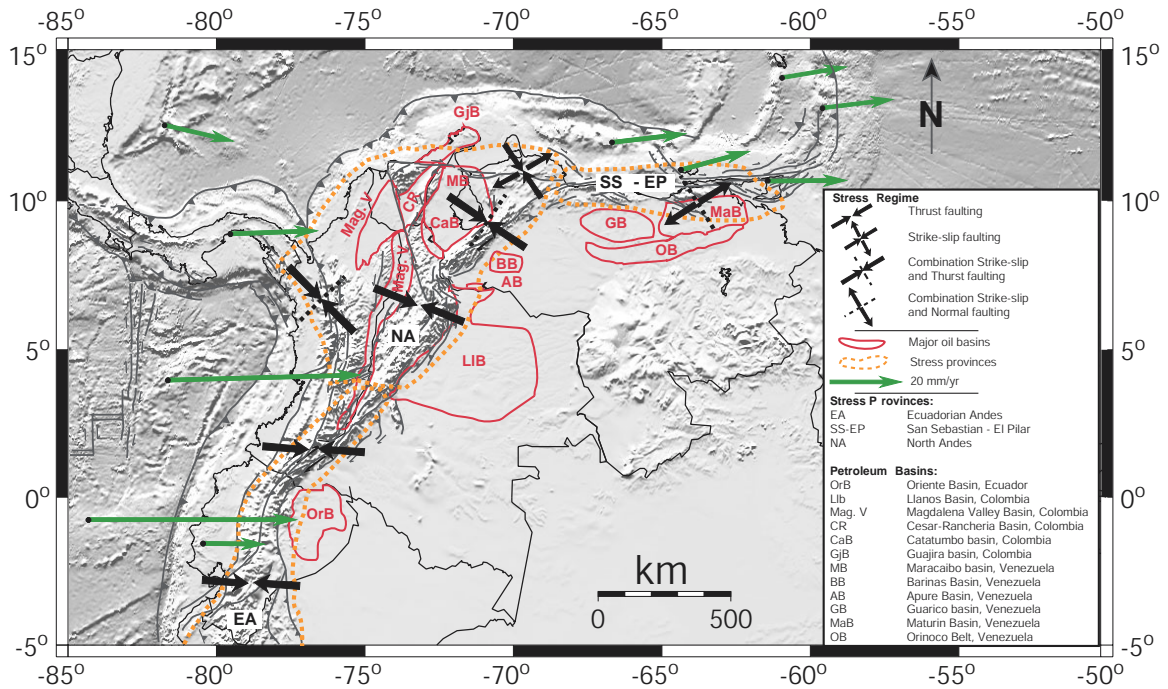 -85° -80° -75° -70° -65° -60° -55° -50°
15° 15°
10° 10°
5° 5°
0° 0°
-5° -5°
-85° -80° -75° -70° -65° -60° -55° -50°
N
GjB
MB
CR
Mag. V
CaB
Mag. V
SS - EP
GB
MaB
OB
BB
AB
NA
LlB
OrB
EA
km
0 500
Stress Regime
Thrust faulting
Strike-slip faulting
Combination Strike-slip
and Thurst faulting
Combination Strike-slip
and Normal faulting
Major oil basins
Stress provinces
20 mm/yr
Stress P rovinces:
EA Ecuadorian Andes
SS-EP San Sebastian - El Pilar
NA North Andes
Petroleum Basins:
OrB Oriente Basin, Ecuador
Llb Llanos Basin, Colombia
Mag. V Magdalena Valley Basin, Colombia
CR Cesar-Rancheria Basin, Colombia
CaB Catatumbo basin, Colombia
GjB Guajira basin, Colombia
MB Maracaibo basin, Venezuela
BB Barinas Basin, Venezuela
AB Apure Basin, Venezuela
GB Guarico basin, Venezuela
MaB Maturin Basin, Venezuela
OB Orinoco Belt, Venezuela